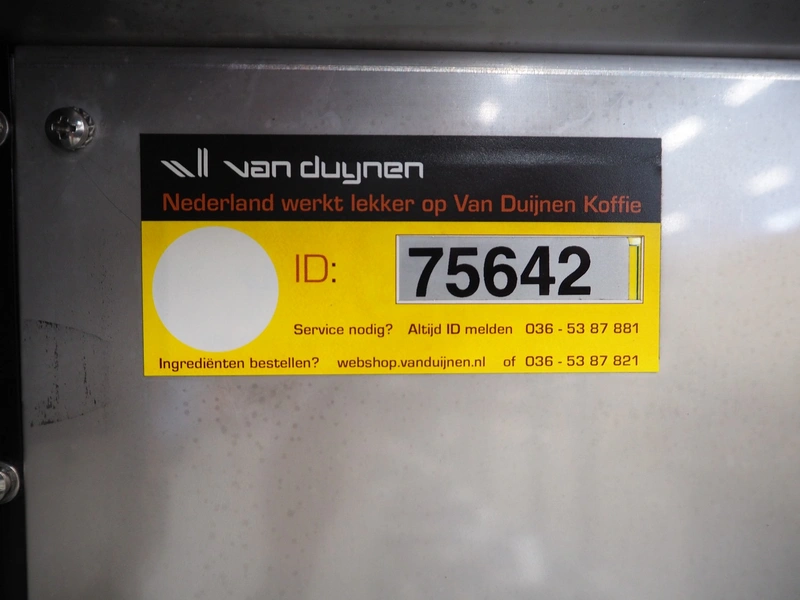 van duynen
Nederland werkt lekker op Van Duijnen Koffie
ID: 75642
Service nodig? Altijd ID melden 036 - 53 87 881
Ingrediënten bestellen? webshop.vanduijnen.nl of 036 - 53 87 821